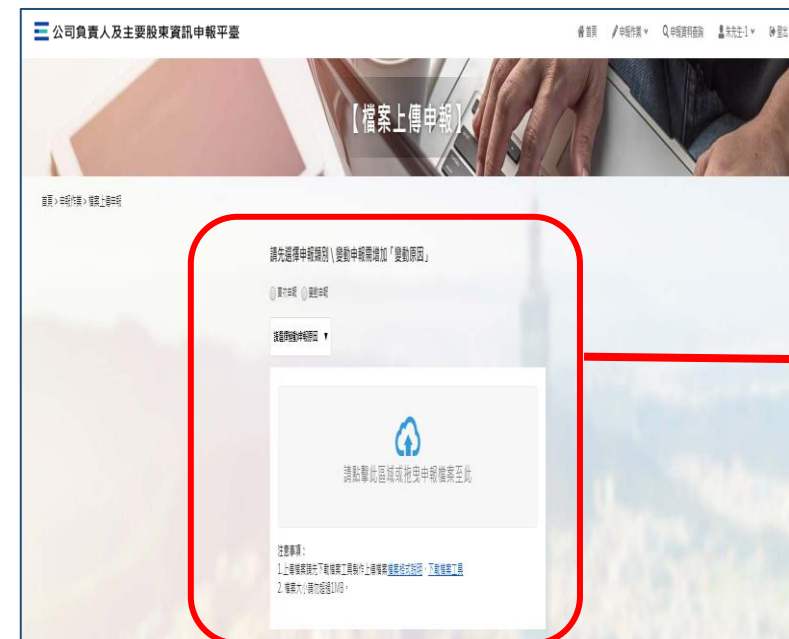 公司負責人及主要股東資訊申報平臺
首頁 申報作業 申報資料查詢 朱先生-1 登出
【檔案上傳申報】
首頁 > 申報作業 > 檔案上傳申報
請先選擇申報類別 \ 變動申報需增加「變動原因」
首次申報 變動申報
請選擇變動申報原因
請點擊此區域或拖曳申報檔案至此
注意事項：
1.上傳檔案請先下載檔案工具製作上傳檔案檔案格式說明、下載檔案工具
2. 檔案大小請勿超過1MB。